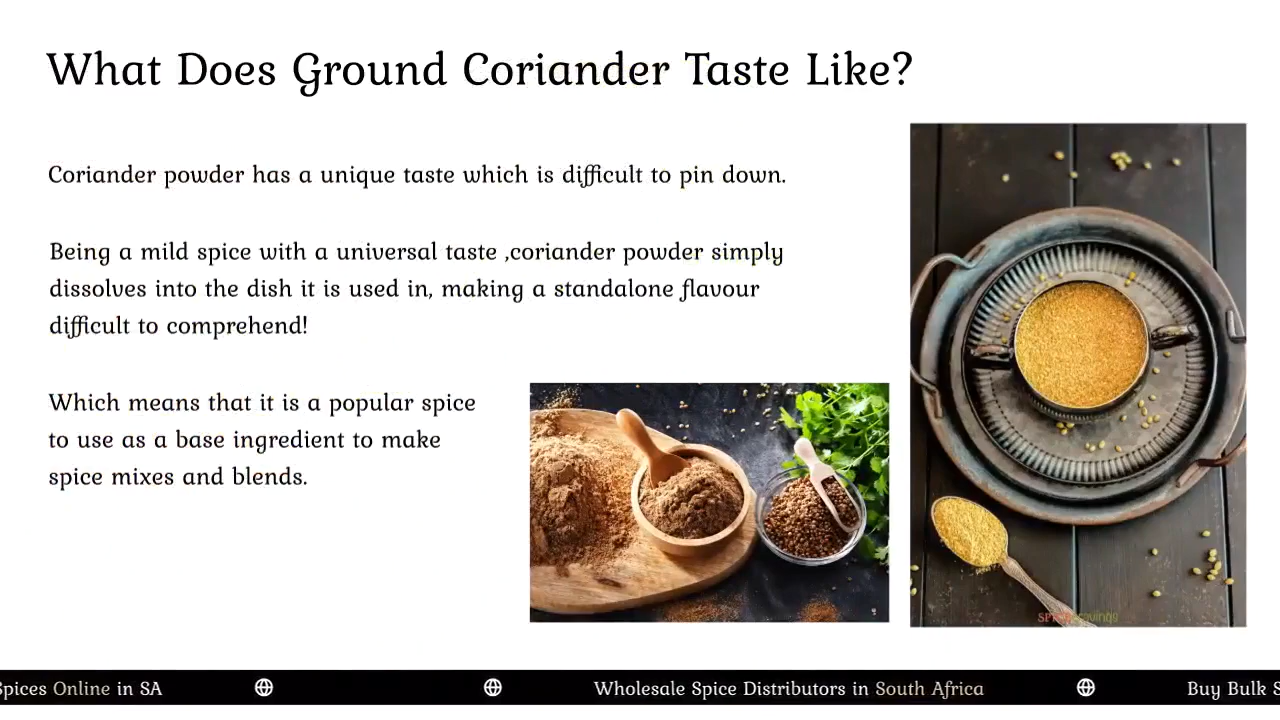 What Does Ground Coriander Taste Like?
Coriander powder has a unique taste which is difficult to pin down.
Being a mild spice with a universal taste ,coriander powder simply
dissolves into the dish it is used in, making a standalone flavour
difficult to comprehend!
Which means that it is a popular spice
to use as a base ingredient to make
spice mixes and blends.
Spices Online in SA
Wholesale Spice Distributors in South Africa
Buy Bulk S